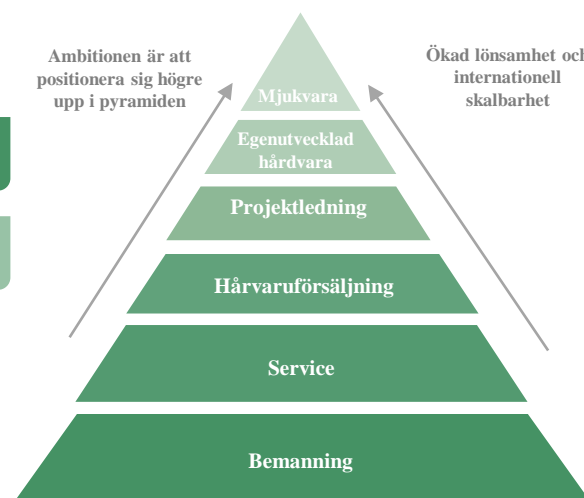 Ambitionen är att
positionera sig högre
upp i pyramiden
Ökad lönsamhet och
internationell
skalbarhet
Mjukvara
Egenutvecklad
hårdvara
Projektledning
Hårvaruförsäljning
Service
Bemanning